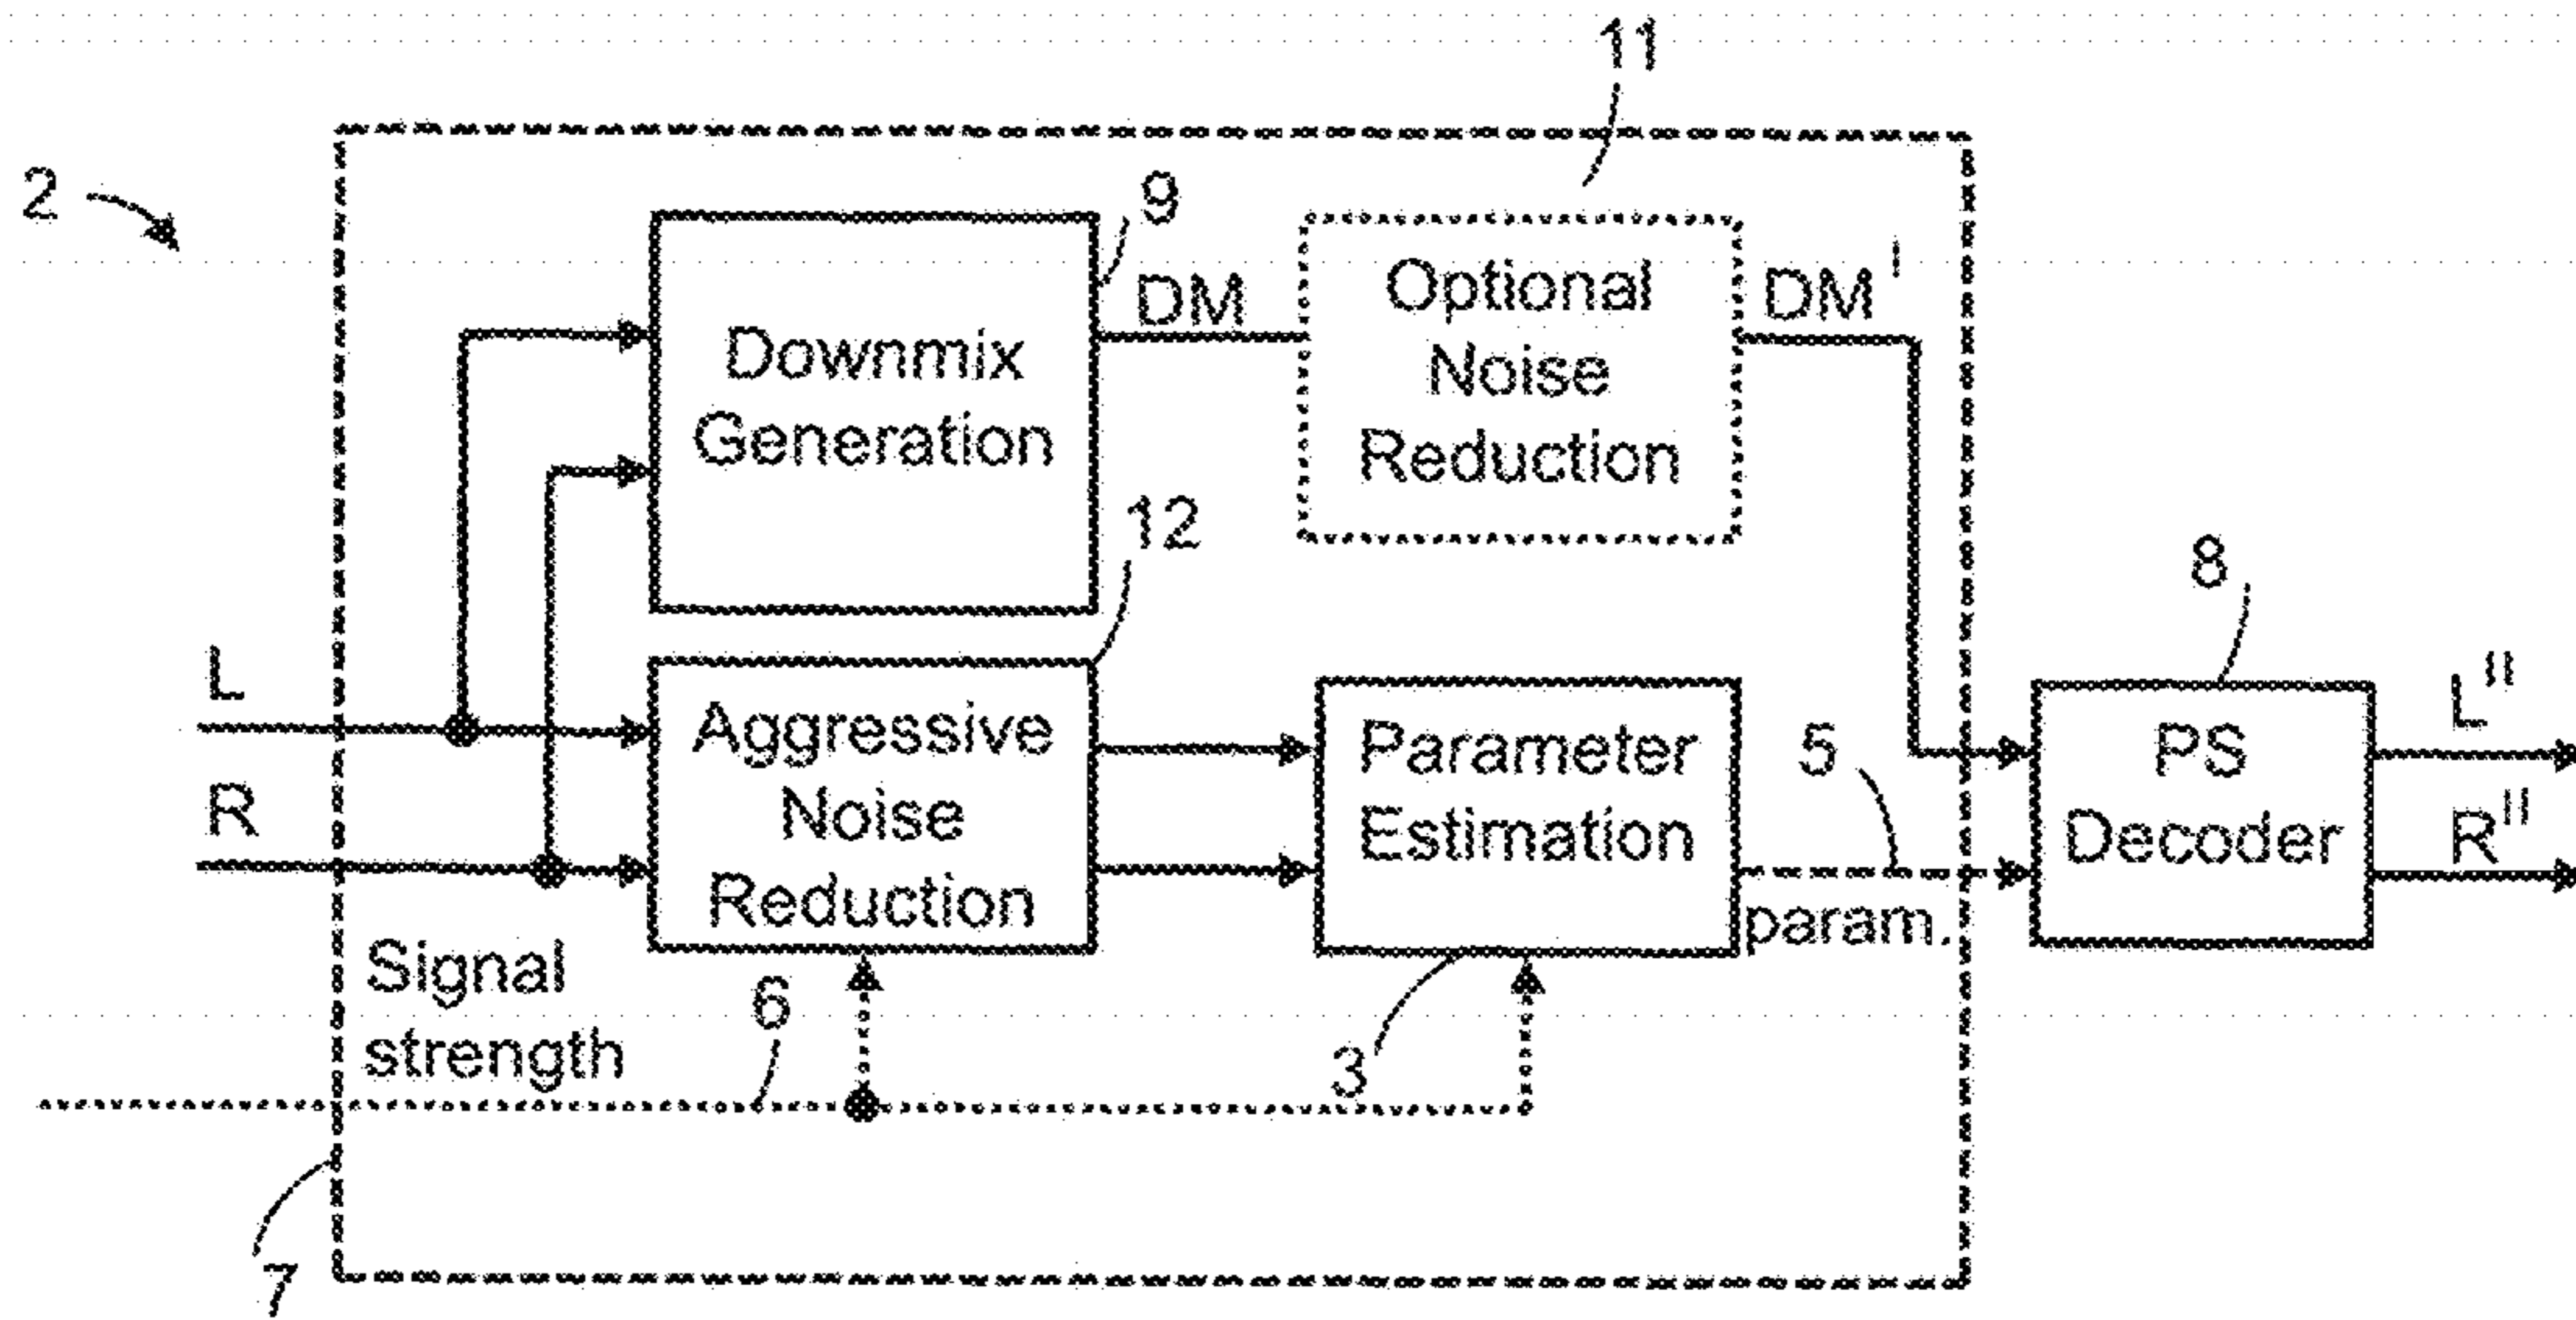 11
2
9
DM
Optional
Noise
Reduction
DM'
Downmix
Generation
12
8
L
R
Aggressive
Noise
Reduction
Parameter
Estimation
5
param.
PS
Decoder
L"
R"
Signal
strength
6
3
7